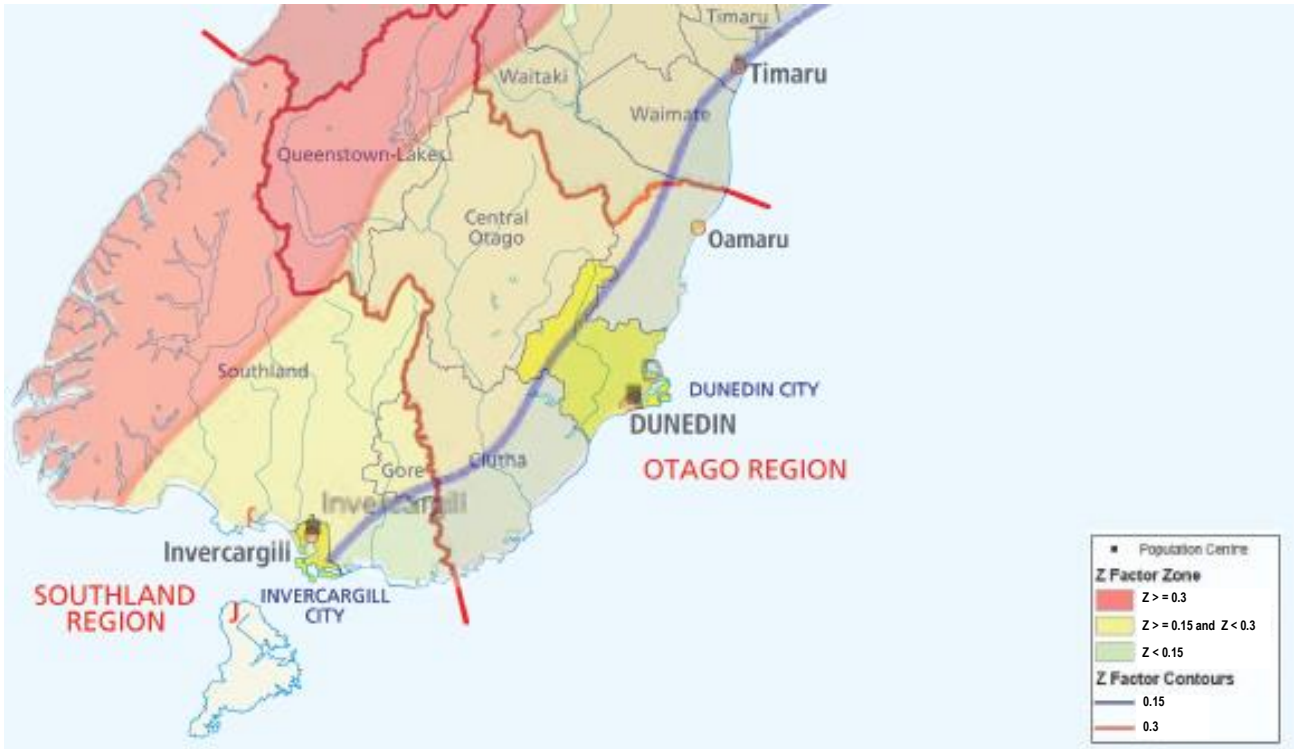 Timaru
Timaru
Waitaki
Waimate
Queenstown-Lakes
Central
Otago
Oamaru
Southland
DUNEDIN CITY
DUNEDIN
Gore
Clutha
OTAGO REGION
Invercargill
Invercargill
SOUTHLAND
REGION
INVERCARGILL
CITY
Population Centre
Z Factor Zone
Z > = 0.3
Z > = 0.15 and Z < 0.3
Z < 0.15
Z Factor Contours
0.15
0.3